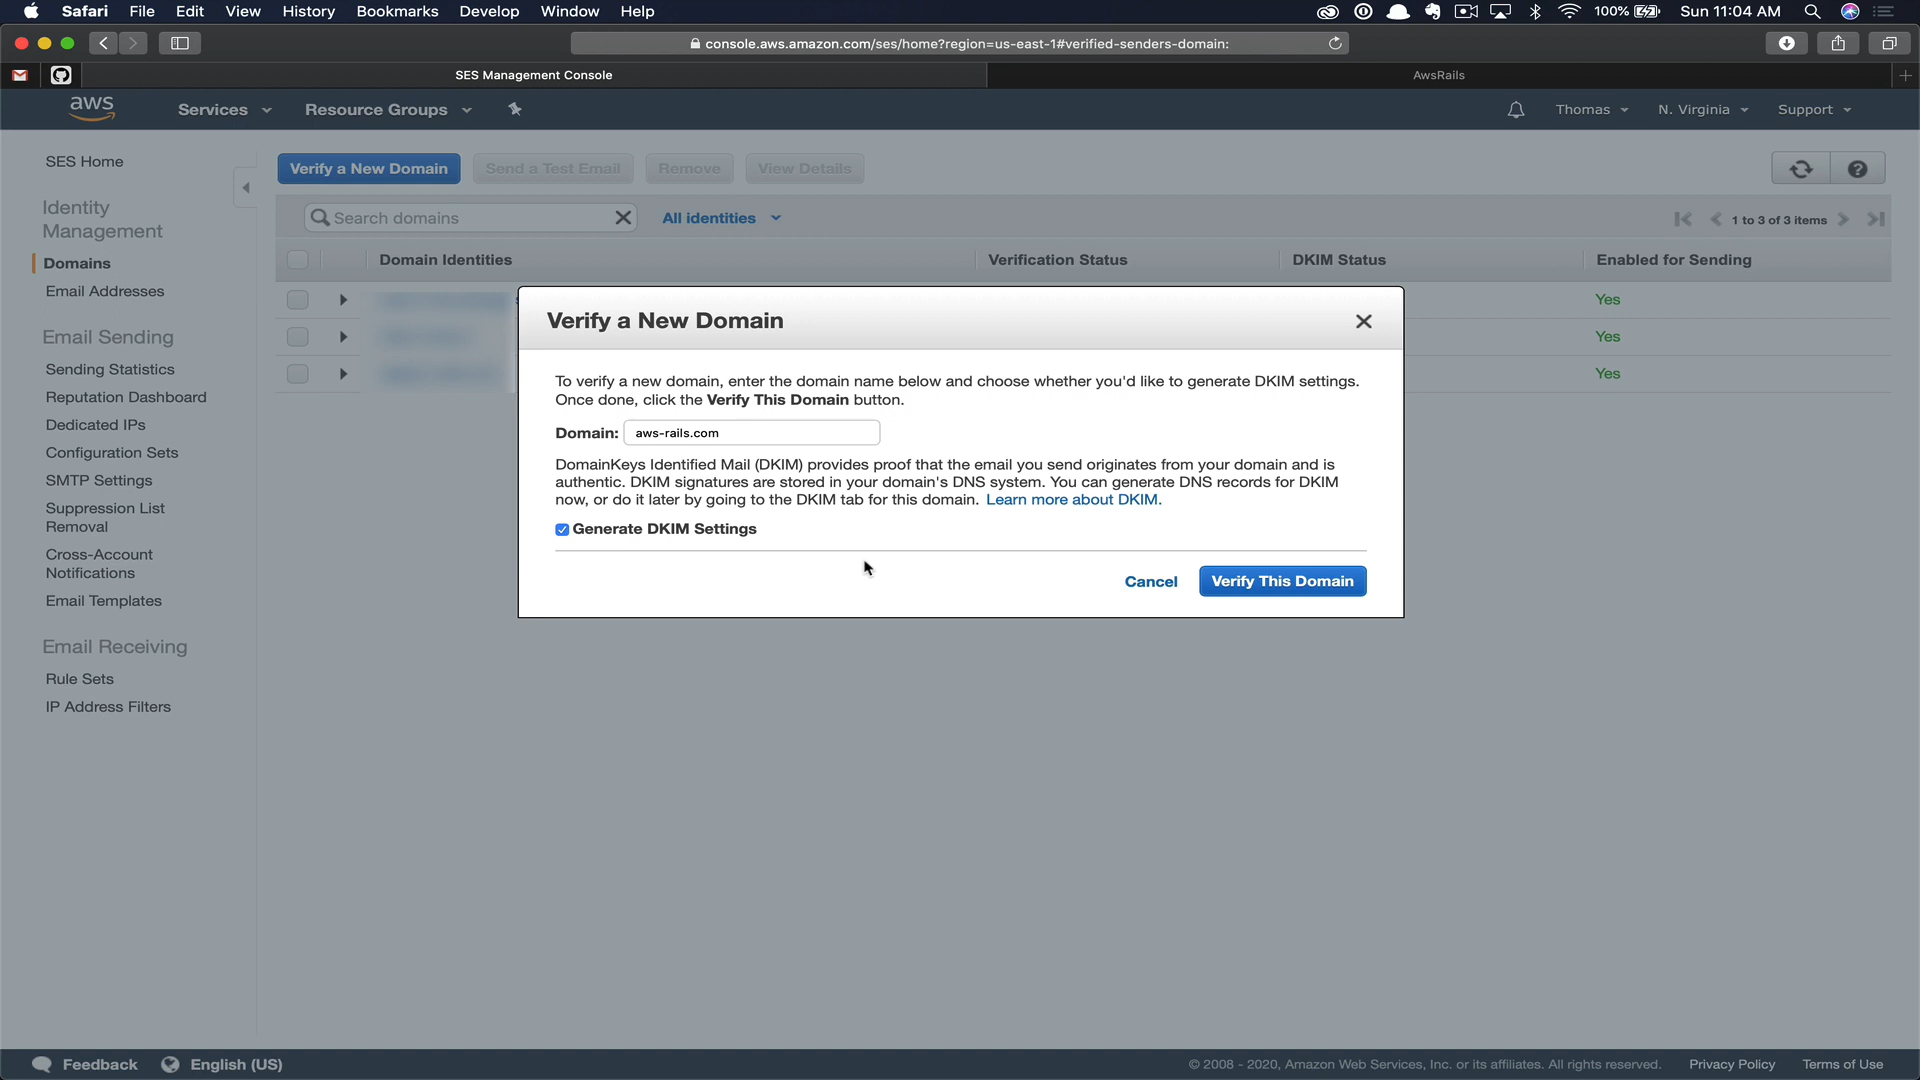 Safari File Edit View History Bookmarks Develop Window Help 100% Sun 11:04 AM
console.aws.amazon.com/ses/home?region=us-east-1#verified-senders-domain:
SES Management Console AwsRails
aws Services Resource Groups Thomas N. Virginia Support
SES Home
Identity
Management
Domains
Email Addresses
Email Sending
Sending Statistics
Reputation Dashboard
Dedicated IPs
Configuration Sets
SMTP Settings
Suppression List
Removal
Cross-Account
Notifications
Email Templates
Email Receiving
Rule Sets
IP Address Filters
Verify a New Domain Send a Test Email Remove View Details
Search domains All identities 1 to 3 of 3 items
Domain Identities Verification Status DKIM Status Enabled for Sending
Yes
Yes
Yes
Verify a New Domain
To verify a new domain, enter the domain name below and choose whether you'd like to generate DKIM settings.
Once done, click the Verify This Domain button.
Domain: aws-rails.com
DomainKeys Identified Mail (DKIM) provides proof that the email you send originates from your domain and is
authentic. DKIM signatures are stored in your domain's DNS system. You can generate DNS records for DKIM
now, or do it later by going to the DKIM tab for this domain. Learn more about DKIM.
Generate DKIM Settings
Cancel Verify This Domain
Feedback English (US) © 2008 - 2020, Amazon Web Services, Inc. or its affiliates. All rights reserved. Privacy Policy Terms of Use